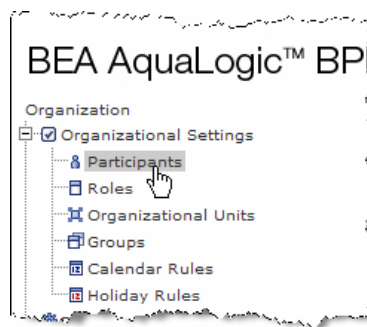 BEA AquaLogic™ BP
Organization
Organizational Settings
Participants
Roles
Organizational Units
Groups
Calendar Rules
Holiday Rules